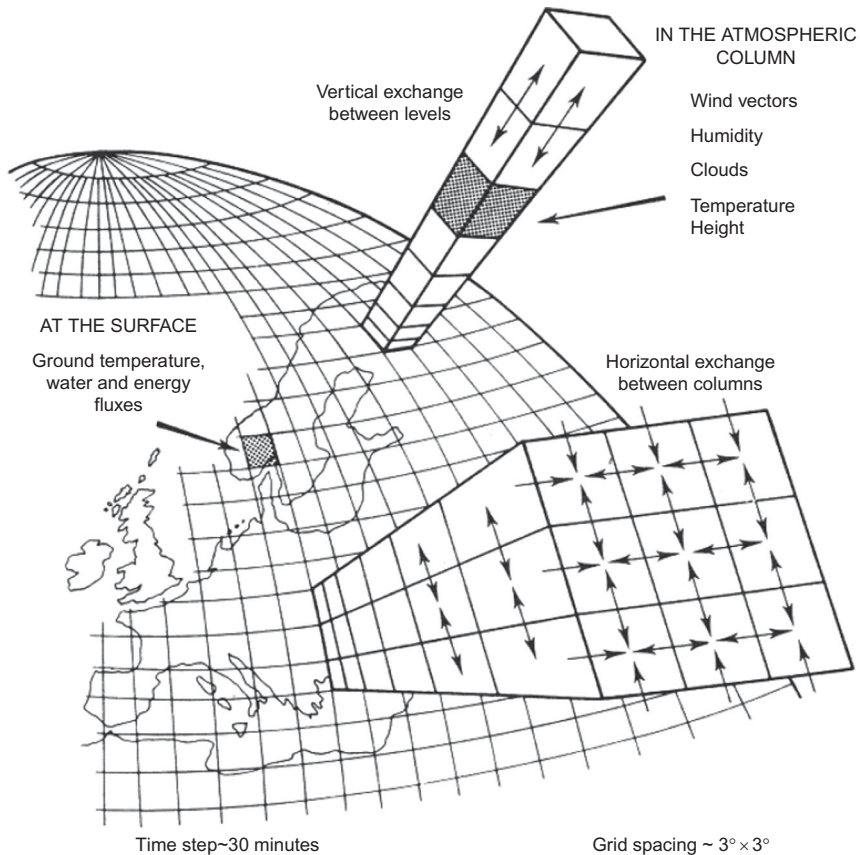 IN THE ATMOSPHERIC
COLUMN
Vertical exchange
between levels
Wind vectors
Humidity
Clouds
Temperature
Height
AT THE SURFACE
Ground temperature,
water and energy
fluxes
Horizontal exchange
between columns
Time step~30 minutes
Grid spacing ~ 3° × 3°